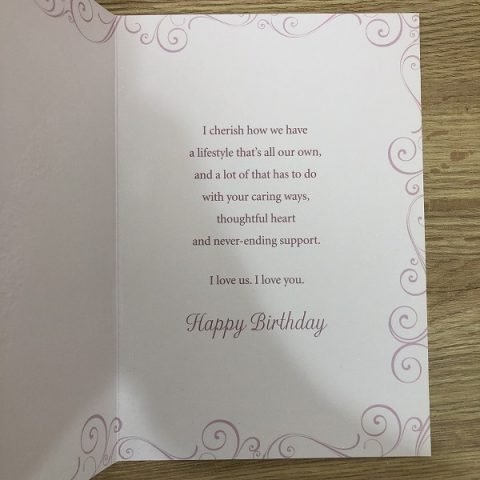 I cherish how we have
a lifestyle that's all our own,
and a lot of that has to do
with your caring ways,
thoughtful heart
and never-ending support.
I love us. I love you.
Happy Birthday